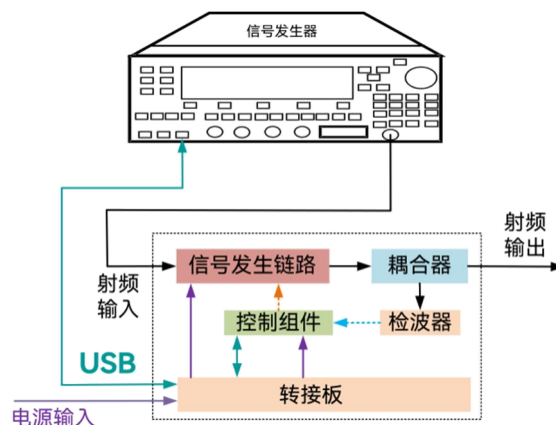 信号发生器
射频
输出
信号发生链路
耦合器
射频
输入
控制组件
检波器
USB
转接板
电源输入